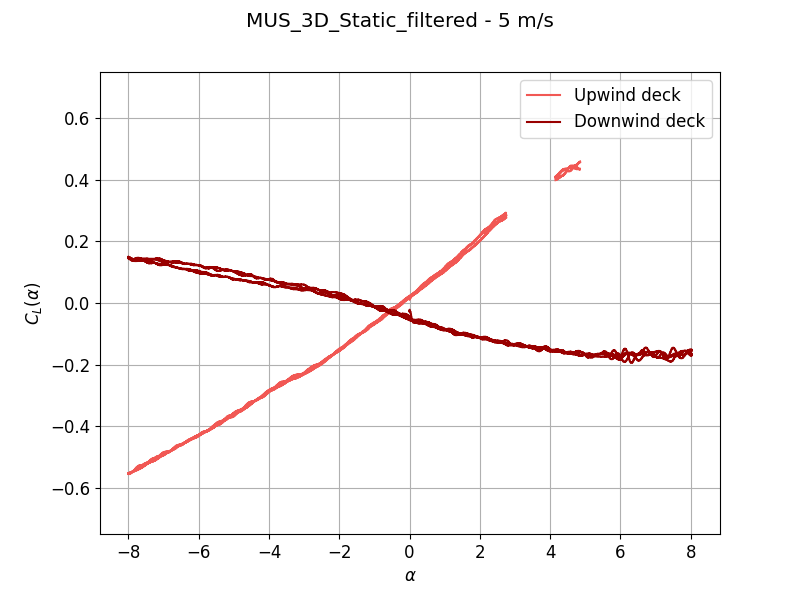 MUS_3D_Static_filtered - 5 m/s
Upwind deck
Downwind deck
C_L(α)
0.6
0.4
0.2
0.0
−0.2
−0.4
−0.6
−8 −6 −4 −2 0 2 4 6 8
α